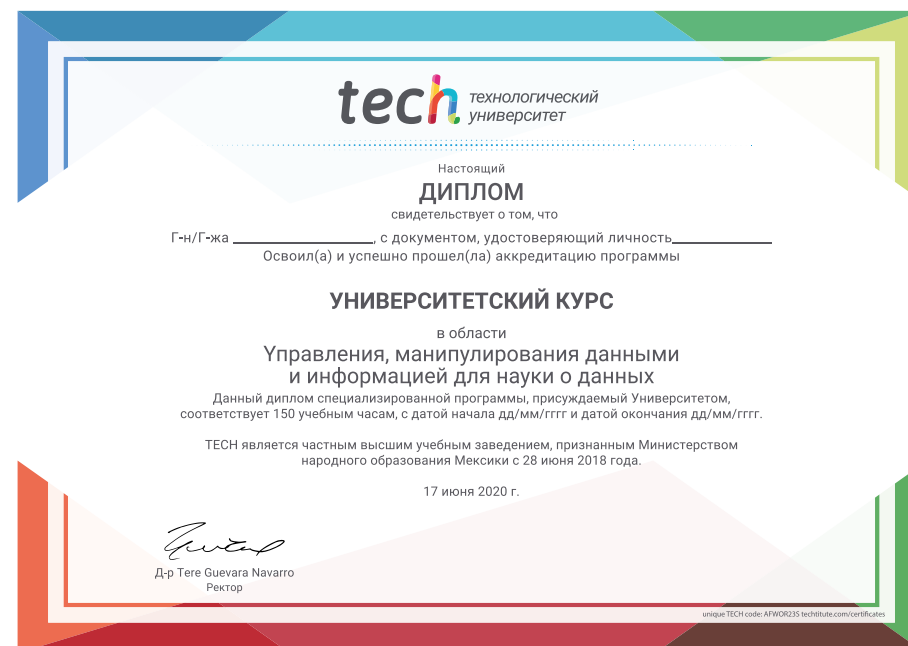 tech технологический
университет
Настоящий
ДИПЛОМ
свидетельствует о том, что
Г-н/Г-жа ____________________, с документом, удостоверяющий личность______________
Освоил(а) и успешно прошел(ла) аккредитацию программы
УНИВЕРСИТЕТСКИЙ КУРС
в области
Управления, манипулирования данными
и информацией для науки о данных
Данный диплом специализированной программы, присуждаемый Университетом,
соответствует 150 учебным часам, с датой начала дд/мм/гггг и датой окончания дд/мм/гггг.
TECH является частным высшим учебным заведением, признанным Министерством
народного образования Мексики с 28 июня 2018 года.
17 июня 2020 г.
Д-р Tere Guevara Navarro
Ректор
unique TECH code: AFWOR23S techtitute.com/certificates